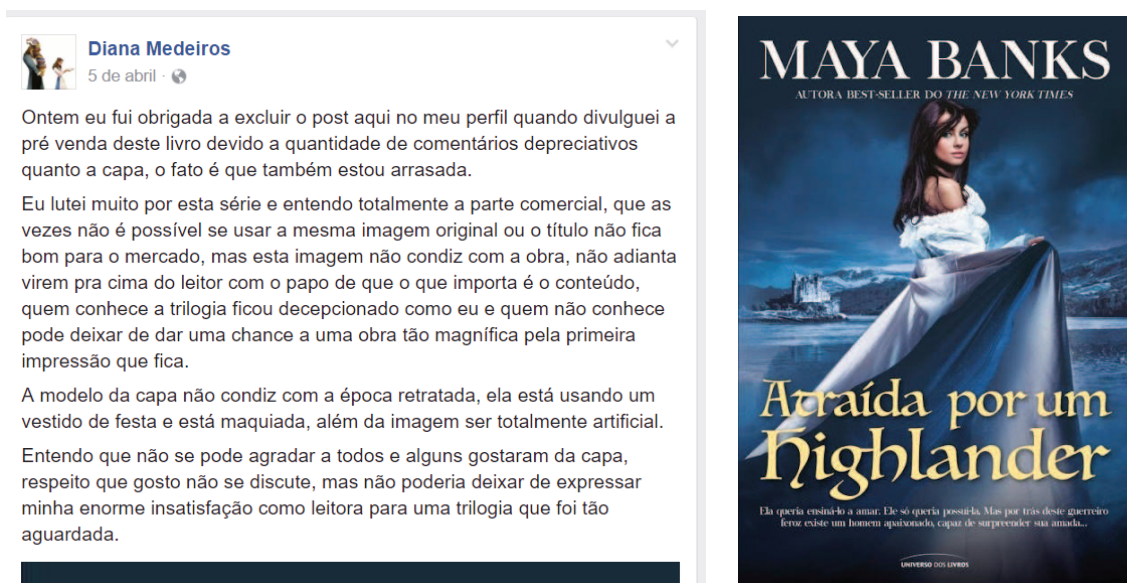 Diana Medeiros
5 de abril ·
Ontem eu fui obrigada a excluir o post aqui no meu perfil quando divulguei a
pré venda deste livro devido a quantidade de comentários depreciativos
quanto a capa, o fato é que também estou arrasada.
Eu lutei muito por esta série e entendo totalmente a parte comercial, que as
vezes não é possível se usar a mesma imagem original ou o título não fica
bom para o mercado, mas esta imagem não condiz com a obra, não adianta
virem pra cima do leitor com o papo de que o que importa é o conteúdo,
quem conhece a trilogia ficou decepcionado como eu e quem não conhece
pode deixar de dar uma chance a uma obra tão magnífica pela primeira
impressão que fica.
A modelo da capa não condiz com a época retratada, ela está usando um
vestido de festa e está maquiada, além da imagem ser totalmente artificial.
Entendo que não se pode agradar a todos e alguns gostaram da capa,
respeito que gosto não se discute, mas não poderia deixar de expressar
minha enorme insatisfação como leitora para uma trilogia que foi tão
aguardada.
MAYA BANKS
AUTORA BEST-SELLER DO THE NEW YORK TIMES
Atraída por um
Highlander
Ela queria ensiná-lo a amar. Ele só queria possuí-la. Mas por trás deste guerreiro
feroz existe um homem apaixonado, capaz de surpreender sua amada...
UNIVERSO DOS LIVROS